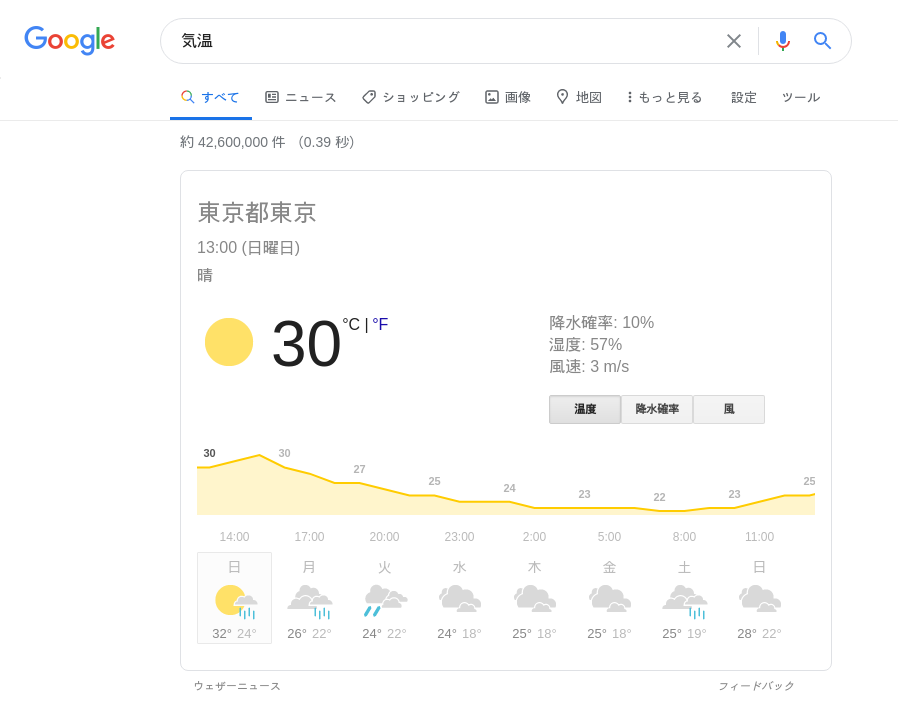 Google
気温
すべて ニュース ショッピング 画像 地図 もっと見る 設定 ツール
約 42,600,000 件 （0.39 秒）
東京都東京
13:00 (日曜日)
晴
30 °C | °F
降水確率: 10%
湿度: 57%
風速: 3 m/s
温度 降水確率 風
30 30 27 25 24 23 22 23 25
14:00 17:00 20:00 23:00 2:00 5:00 8:00 11:00
日 月 火 水 木 金 土 日
32° 24° 26° 22° 24° 22° 24° 18° 25° 18° 25° 18° 25° 19° 28° 22°
ウェザーニュース フィードバック